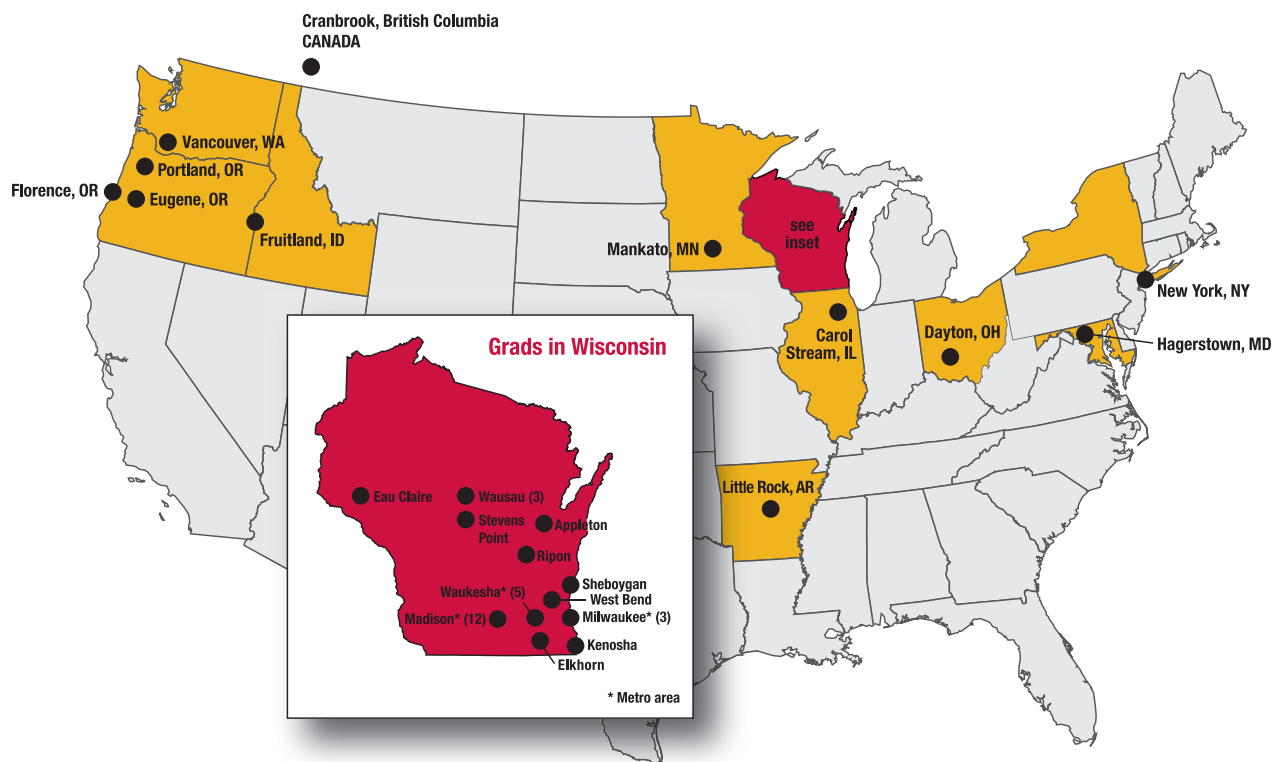 Cranbrook, British Columbia
CANADA
Vancouver, WA
Portland, OR
Florence, OR
Eugene, OR
Fruitland, ID
Mankato, MN
see
inset
New York, NY
Carol
Stream, IL
Dayton, OH
Hagerstown, MD
Little Rock, AR
Grads in Wisconsin
Eau Claire
Wausau (3)
Stevens
Point
Appleton
Ripon
Sheboygan
Waukesha* (5)
West Bend
Madison* (12)
Milwaukee* (3)
Kenosha
Elkhorn
* Metro area